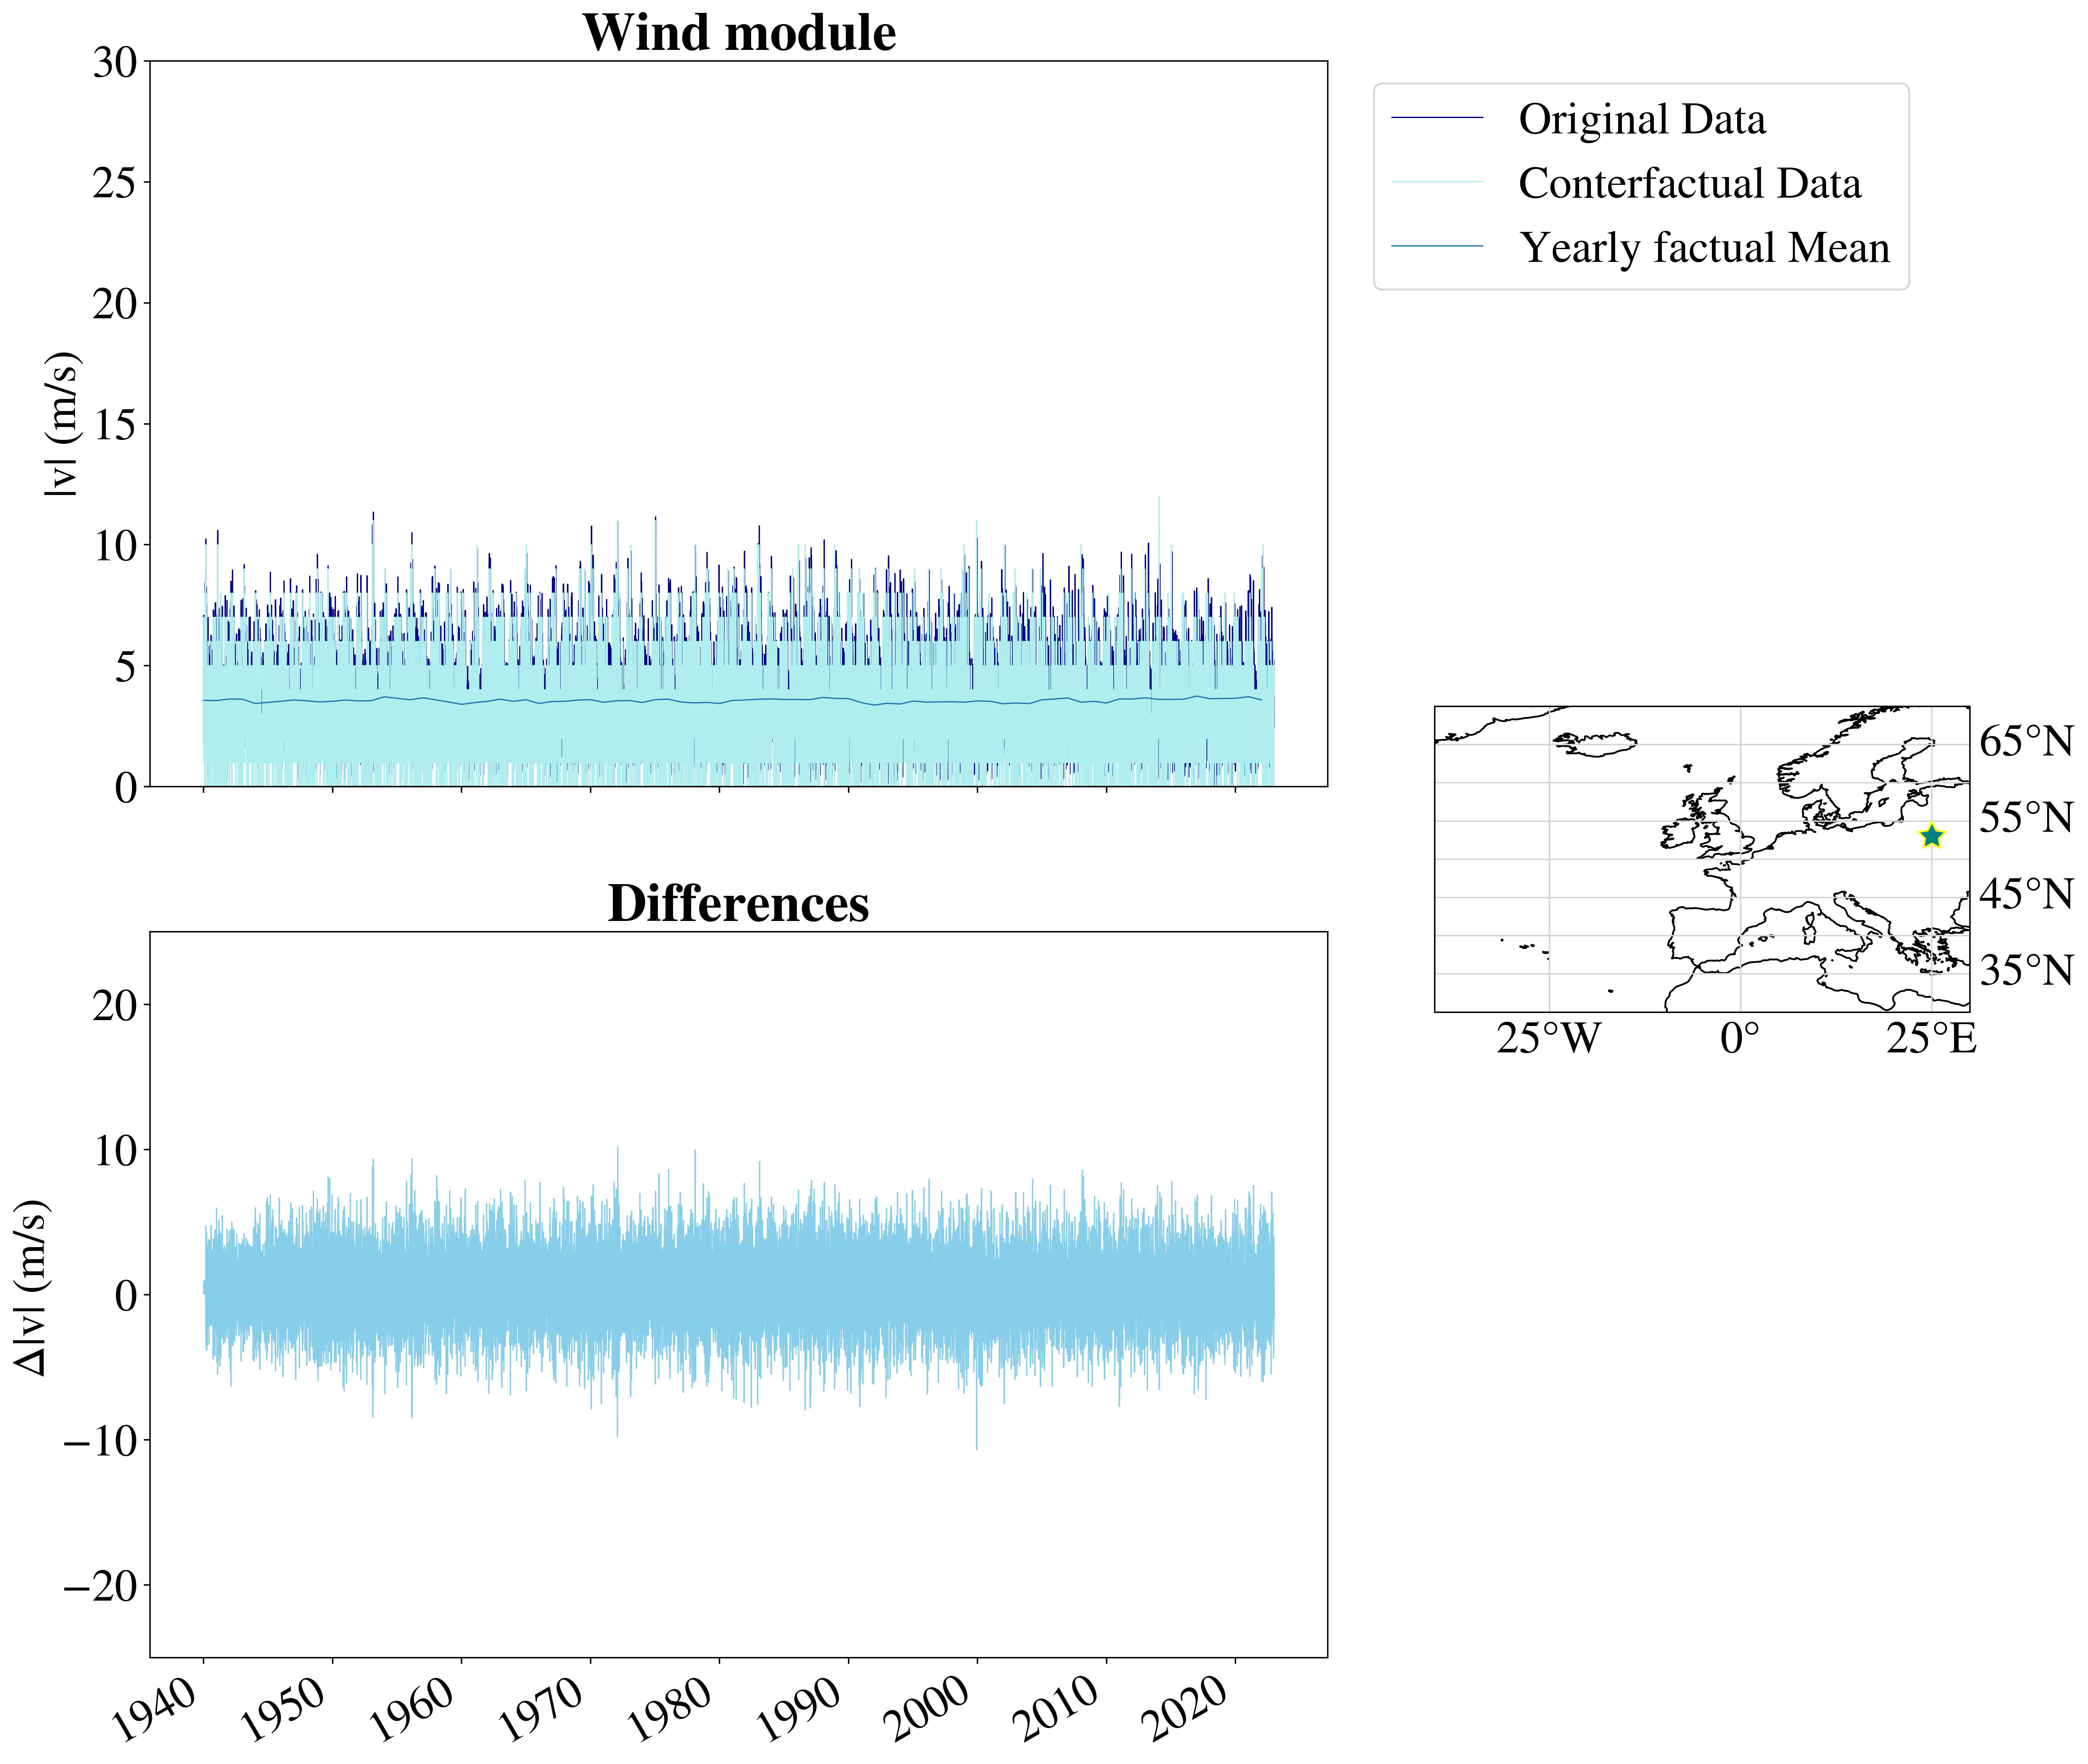 Wind module
30
25
20
15
10
5
0
|v| (m/s)
Original Data
Conterfactual Data
Yearly factual Mean
65°N
55°N
45°N
35°N
25°W 0° 25°E
Differences
20
10
0
−10
−20
Δ|v| (m/s)
1940 1950 1960 1970 1980 1990 2000 2010 2020